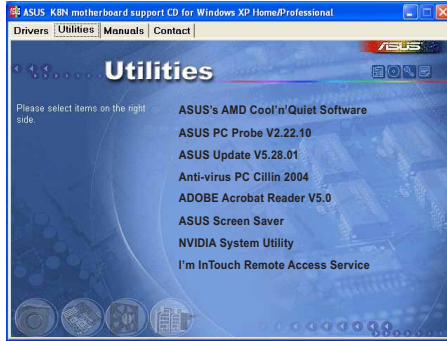 ASUS K8N motherboard support CD for Windows XP Home/Professional
Drivers Utilities Manuals Contact
ASUS
Utilities
Please select items on the right
side.
ASUS's AMD Cool'n'Quiet Software
ASUS PC Probe V2.22.10
ASUS Update V5.28.01
Anti-virus PC Cillin 2004
ADOBE Acrobat Reader V5.0
ASUS Screen Saver
NVIDIA System Utility
I'm InTouch Remote Access Service